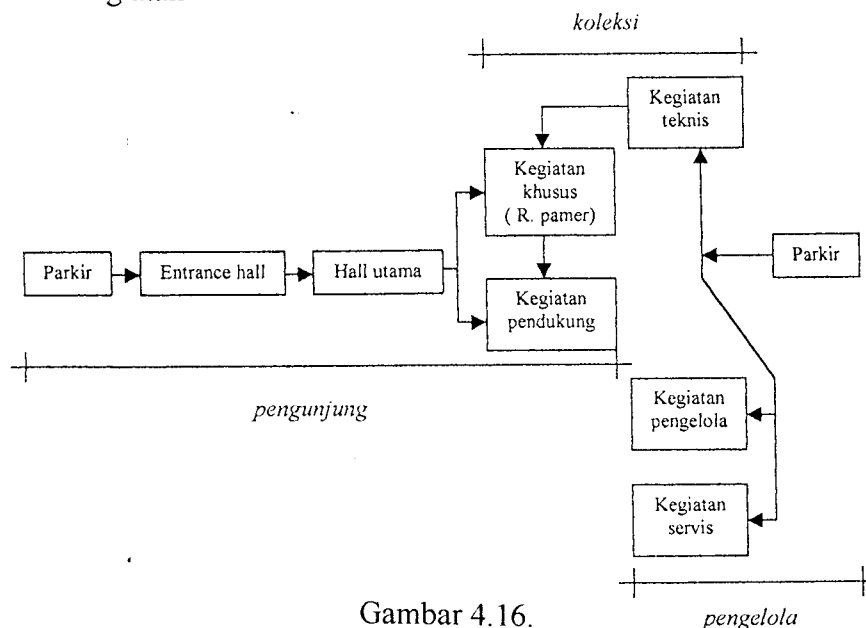 koleksi
Kegiatan
teknis
Kegiatan
khusus
( R. pamer)
Parkir
Entrance hall
Hall utama
Parkir
Kegiatan
pendukung
pengunjung
Kegiatan
pengelola
Kegiatan
servis
Gambar 4.16.
pengelola